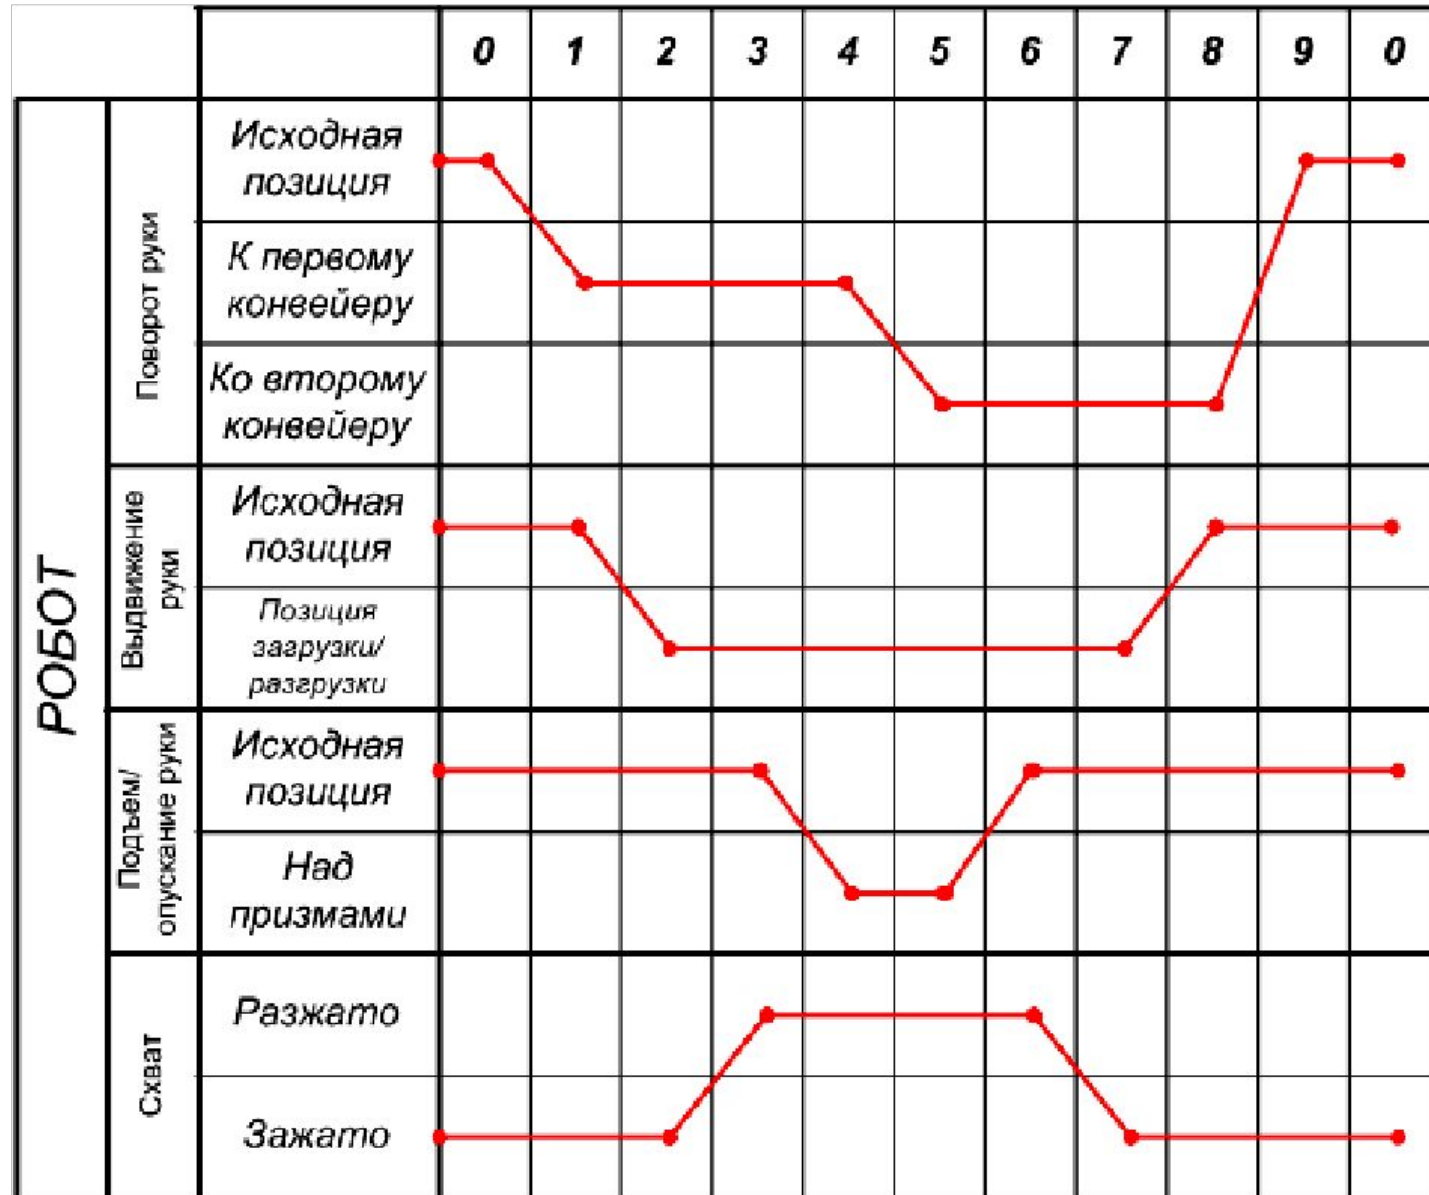 0 1 2 3 4 5 6 7 8 9 0
РОБОТ
Поворот руки
Исходная
позиция
К первому
конвейеру
Ко второму
конвейеру
Выдвижение
руки
Исходная
позиция
Позиция
загрузки/
разгрузки
Подъем/
опускание руки
Исходная
позиция
Над
призмами
Схват
Разжато
Зажато